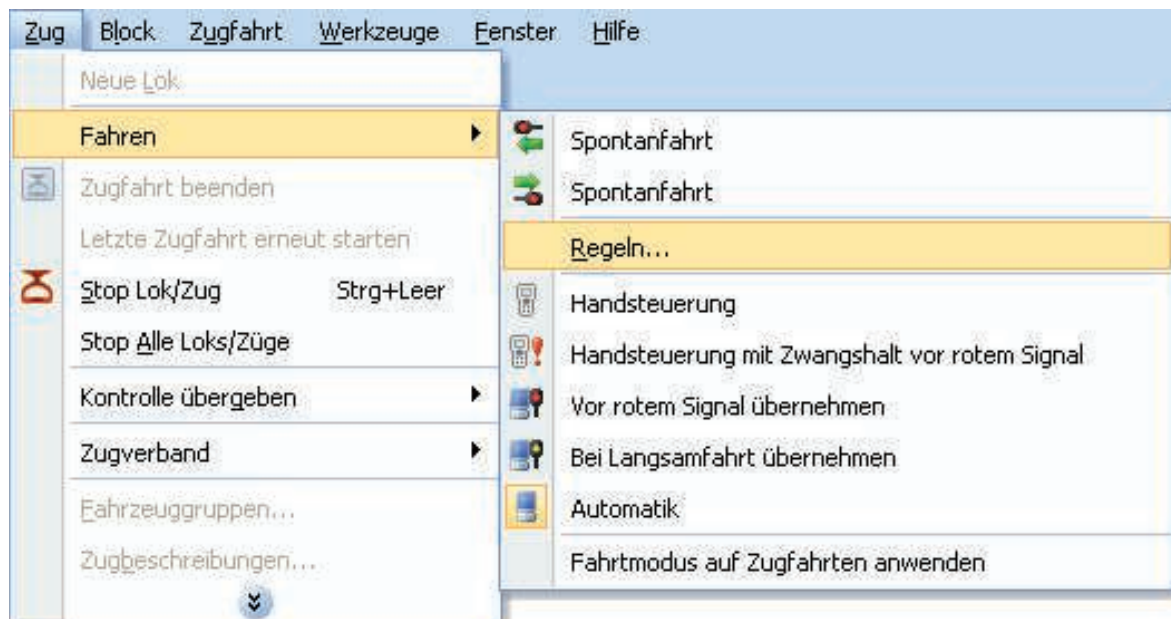 Zug Block Zugfahrt Werkzeuge Fenster Hilfe
Neue Lok
Fahren
Zugfahrt beenden
Letzte Zugfahrt erneut starten
Stop Lok/Zug Strg+Leer
Stop Alle Loks/Züge
Kontrolle übergeben
Zugverband
Fahrzeuggruppen...
Zugbeschreibungen...
Spontanfahrt
Spontanfahrt
Regeln...
Handsteuerung
Handsteuerung mit Zwangshalt vor rotem Signal
Vor rotem Signal übernehmen
Bei Langsamfahrt übernehmen
Automatik
Fahrtmodus auf Zugfahrten anwenden